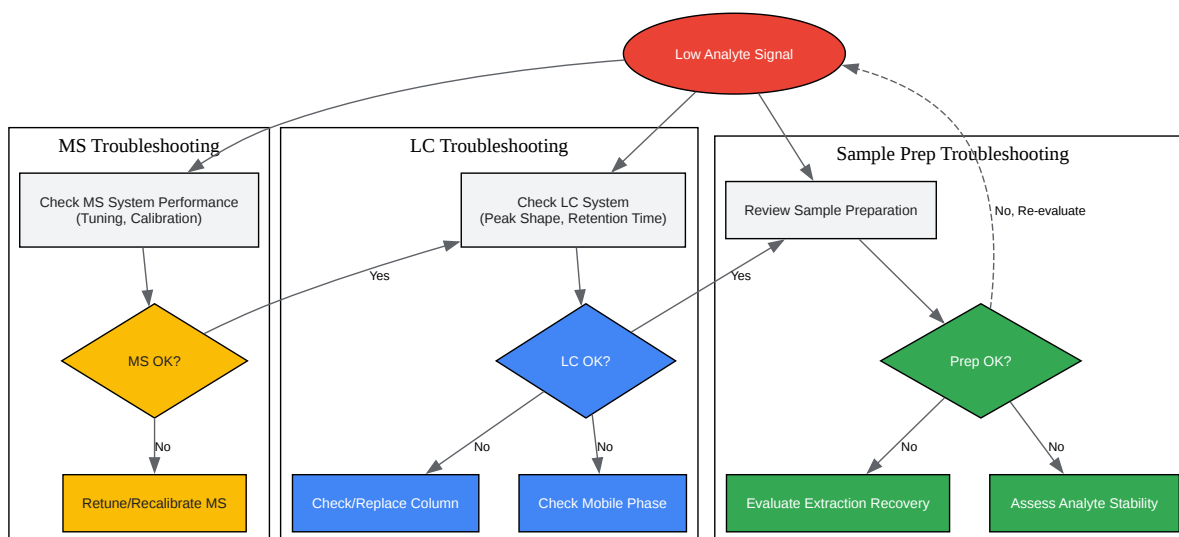 Low Analyte Signal
MS Troubleshooting
LC Troubleshooting
Sample Prep Troubleshooting
Check MS System Performance
(Tuning, Calibration)
Check LC System
(Peak Shape, Retention Time)
Review Sample Preparation
No, Re-evaluate
Yes
Yes
MS OK?
LC OK?
Prep OK?
No
No
No
No
No
Retune/Recalibrate MS
Check/Replace Column
Check Mobile Phase
Evaluate Extraction Recovery
Assess Analyte Stability